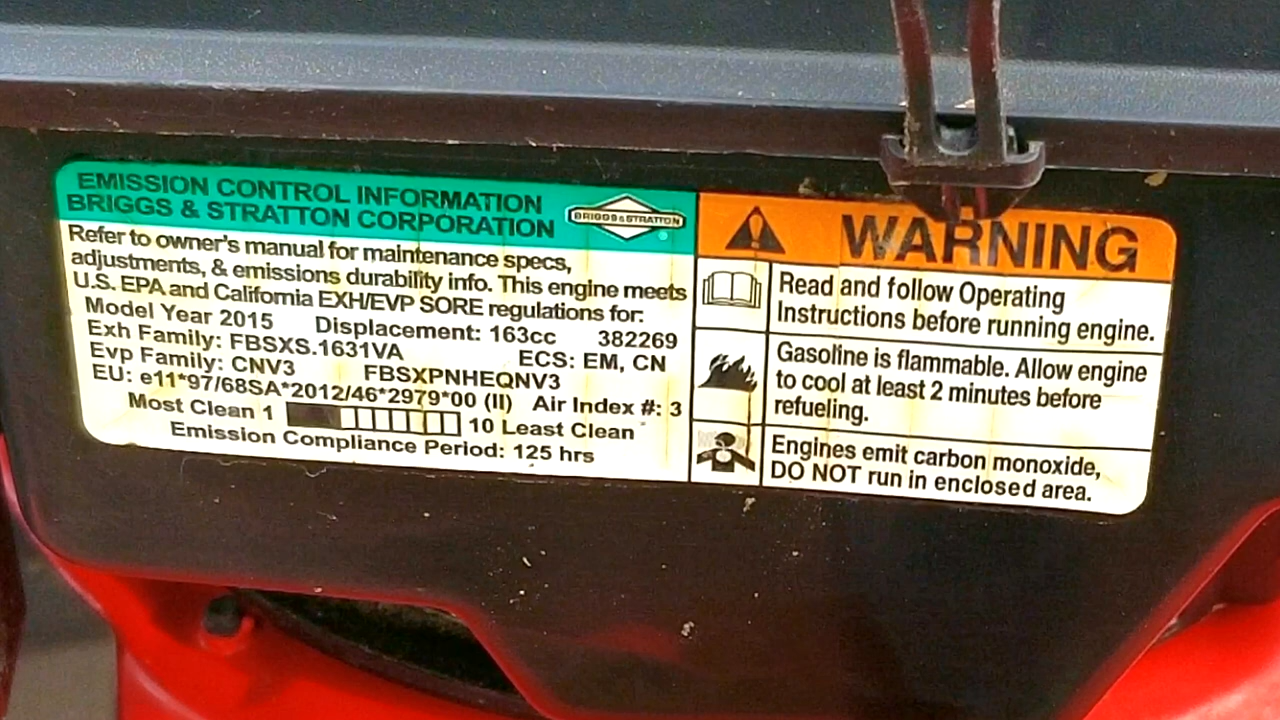 EMISSION CONTROL INFORMATION
BRIGGS & STRATTON CORPORATION
BRIGGS & STRATTON
®
Refer to owner's manual for maintenance specs,
adjustments, & emissions durability info. This engine meets
U.S. EPA and California EXH/EVP SORE regulations for:
Model Year 2015 Displacement: 163cc 382269
Exh Family: FBSXS.1631VA ECS: EM, CN
Evp Family: CNV3 FBSXPNHEQNV3
EU: e11*97/68SA*2012/46*2979*00 (II) Air Index #: 3
Most Clean 1 10 Least Clean
Emission Compliance Period: 125 hrs
WARNING
Read and follow Operating
Instructions before running engine.
Gasoline is flammable. Allow engine
to cool at least 2 minutes before
refueling.
Engines emit carbon monoxide,
DO NOT run in enclosed area.